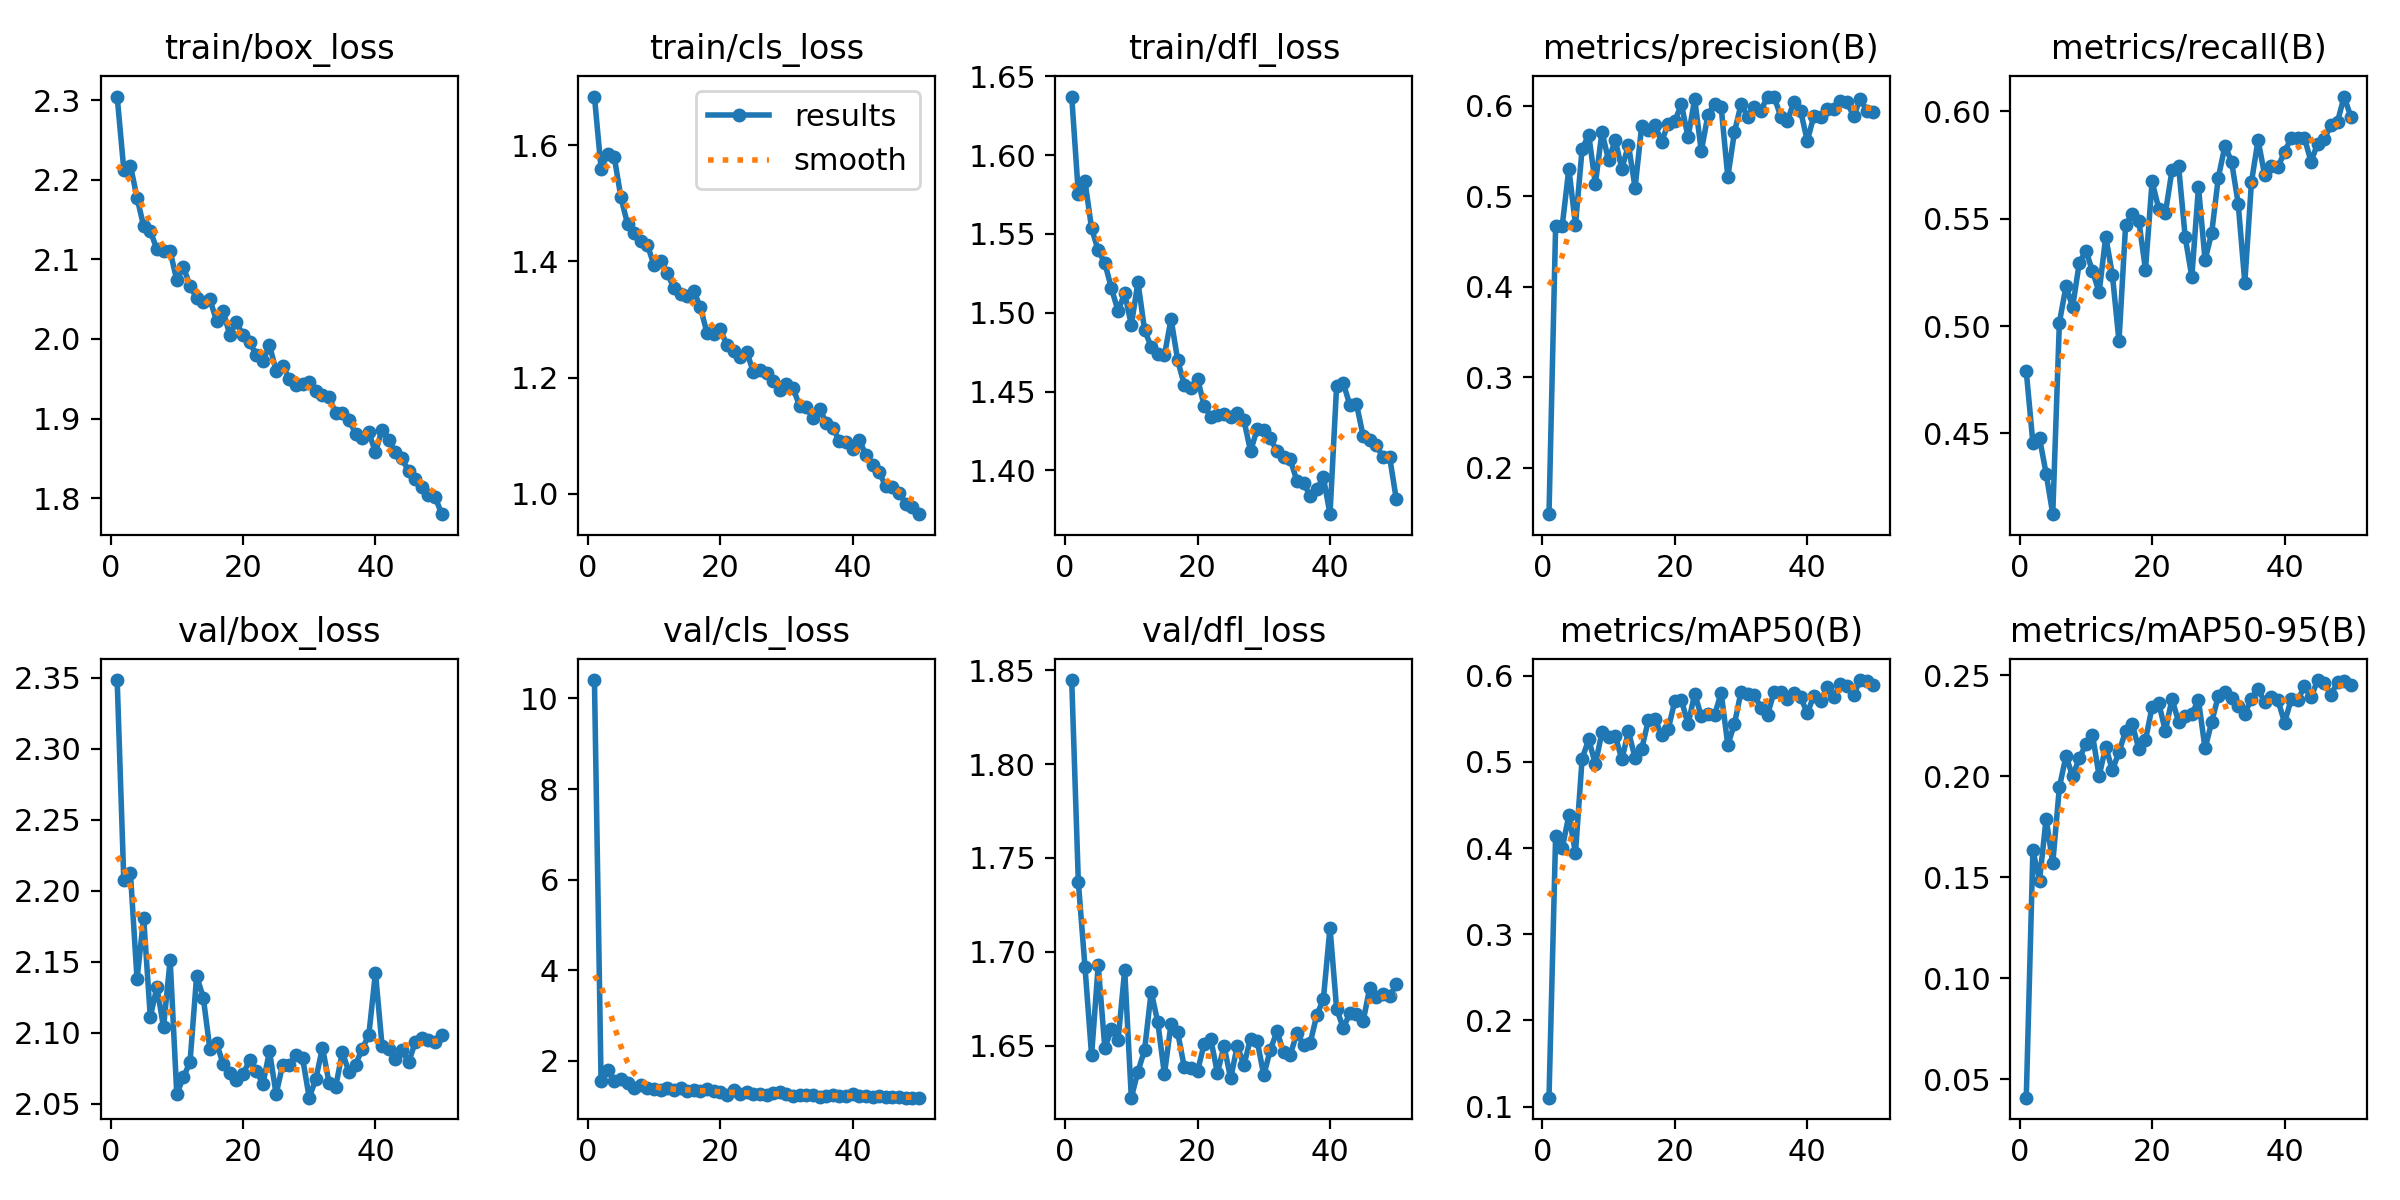 train/box_loss
2.3
2.2
2.1
2.0
1.9
1.8
0 20 40
train/cls_loss
results
smooth
1.6
1.4
1.2
1.0
0 20 40
train/dfl_loss
1.65
1.60
1.55
1.50
1.45
1.40
0 20 40
metrics/precision(B)
0.6
0.5
0.4
0.3
0.2
0 20 40
metrics/recall(B)
0.60
0.55
0.50
0.45
0 20 40
val/box_loss
2.35
2.30
2.25
2.20
2.15
2.10
2.05
0 20 40
val/cls_loss
10
8
6
4
2
0 20 40
val/dfl_loss
1.85
1.80
1.75
1.70
1.65
0 20 40
metrics/mAP50(B)
0.6
0.5
0.4
0.3
0.2
0.1
0 20 40
metrics/mAP50-95(B)
0.25
0.20
0.15
0.10
0.05
0 20 40